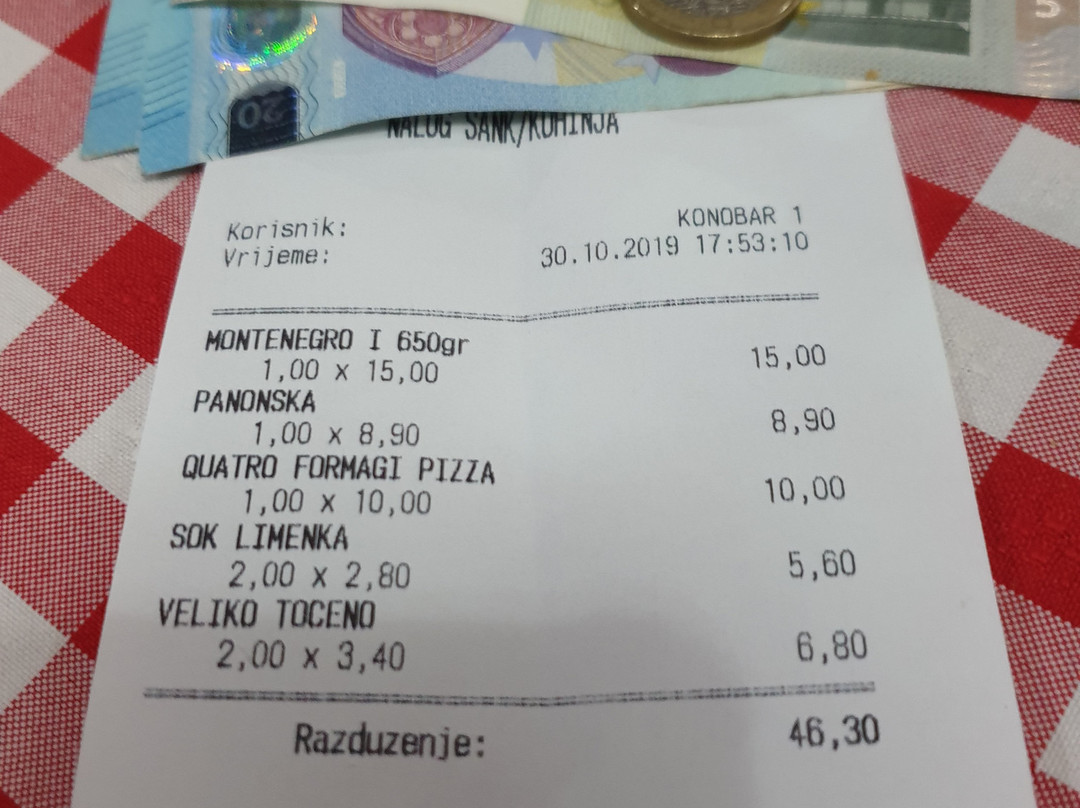 20
5
NALOG SANK/KUHINJA
Korisnik: KONOBAR 1
Vrijeme: 30.10.2019 17:53:10
MONTENEGRO I 650gr
1,00 x 15,00 15,00
PANONSKA
1,00 x 8,90 8,90
QUATRO FORMAGI PIZZA
1,00 x 10,00 10,00
SOK LIMENKA
2,00 x 2,80 5,60
VELIKO TOCENO
2,00 x 3,40 6,80
Razduzenje: 46,30